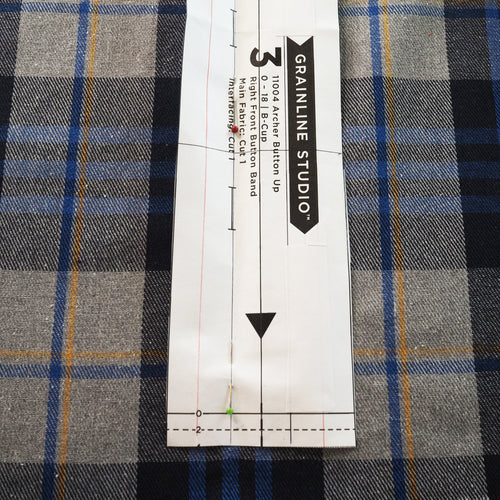 GRAINLINE STUDIO™
3
11004 Archer Button Up
0 - 18 | B-Cup
Right Front Button Band
Main Fabric: Cut 1
Interfacing: Cut 1
0
2